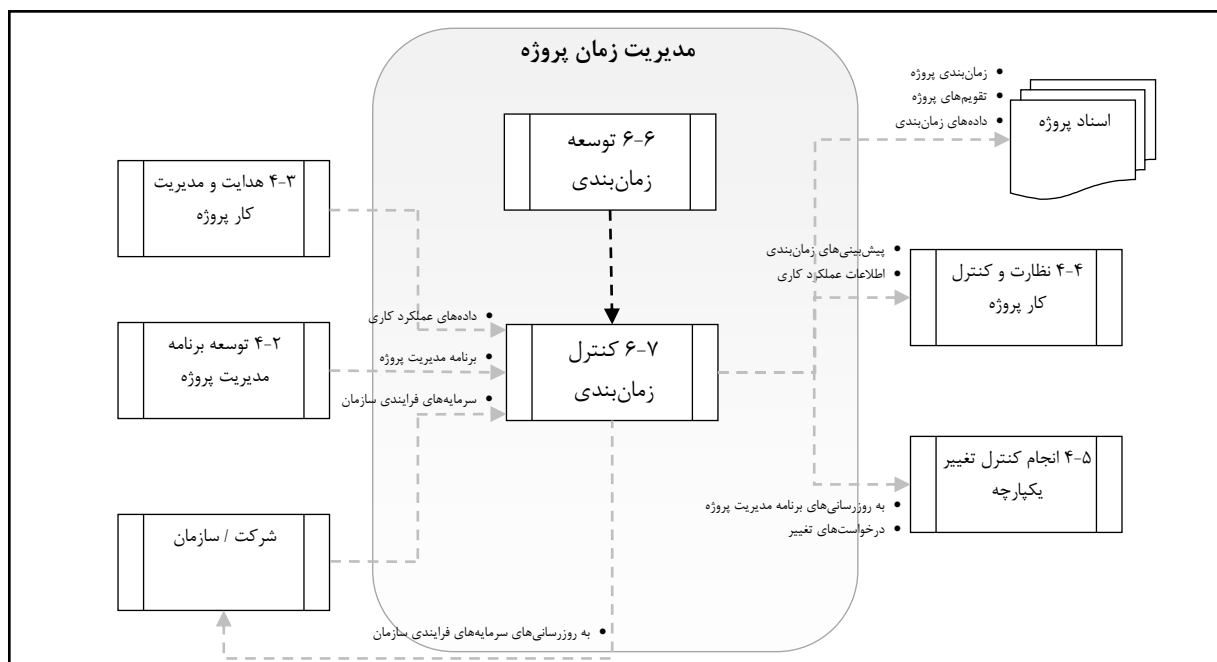 مدیریت زمان پروژه
۶-۶ توسعه
زمان‌بندی
• زمان‌بندی پروژه
• تقویم‌های پروژه
• داده‌های زمان‌بندی
اسناد پروژه
۴-۳ هدایت و مدیریت
کار پروژه
• پیش‌بینی‌های زمان‌بندی
• اطلاعات عملکرد کاری
۴-۴ نظارت و کنترل
کار پروژه
• داده‌های عملکرد کاری
۶-۷ کنترل
زمان‌بندی
۴-۲ توسعه برنامه
مدیریت پروژه
• برنامه مدیریت پروژه
• سرمایه‌های فرایندی سازمان
۴-۵ انجام کنترل تغییر
یکپارچه
• به روزرسانی‌های برنامه مدیریت پروژه
• درخواست‌های تغییر
شرکت / سازمان
• به روزرسانی‌های سرمایه‌های فرایندی سازمان